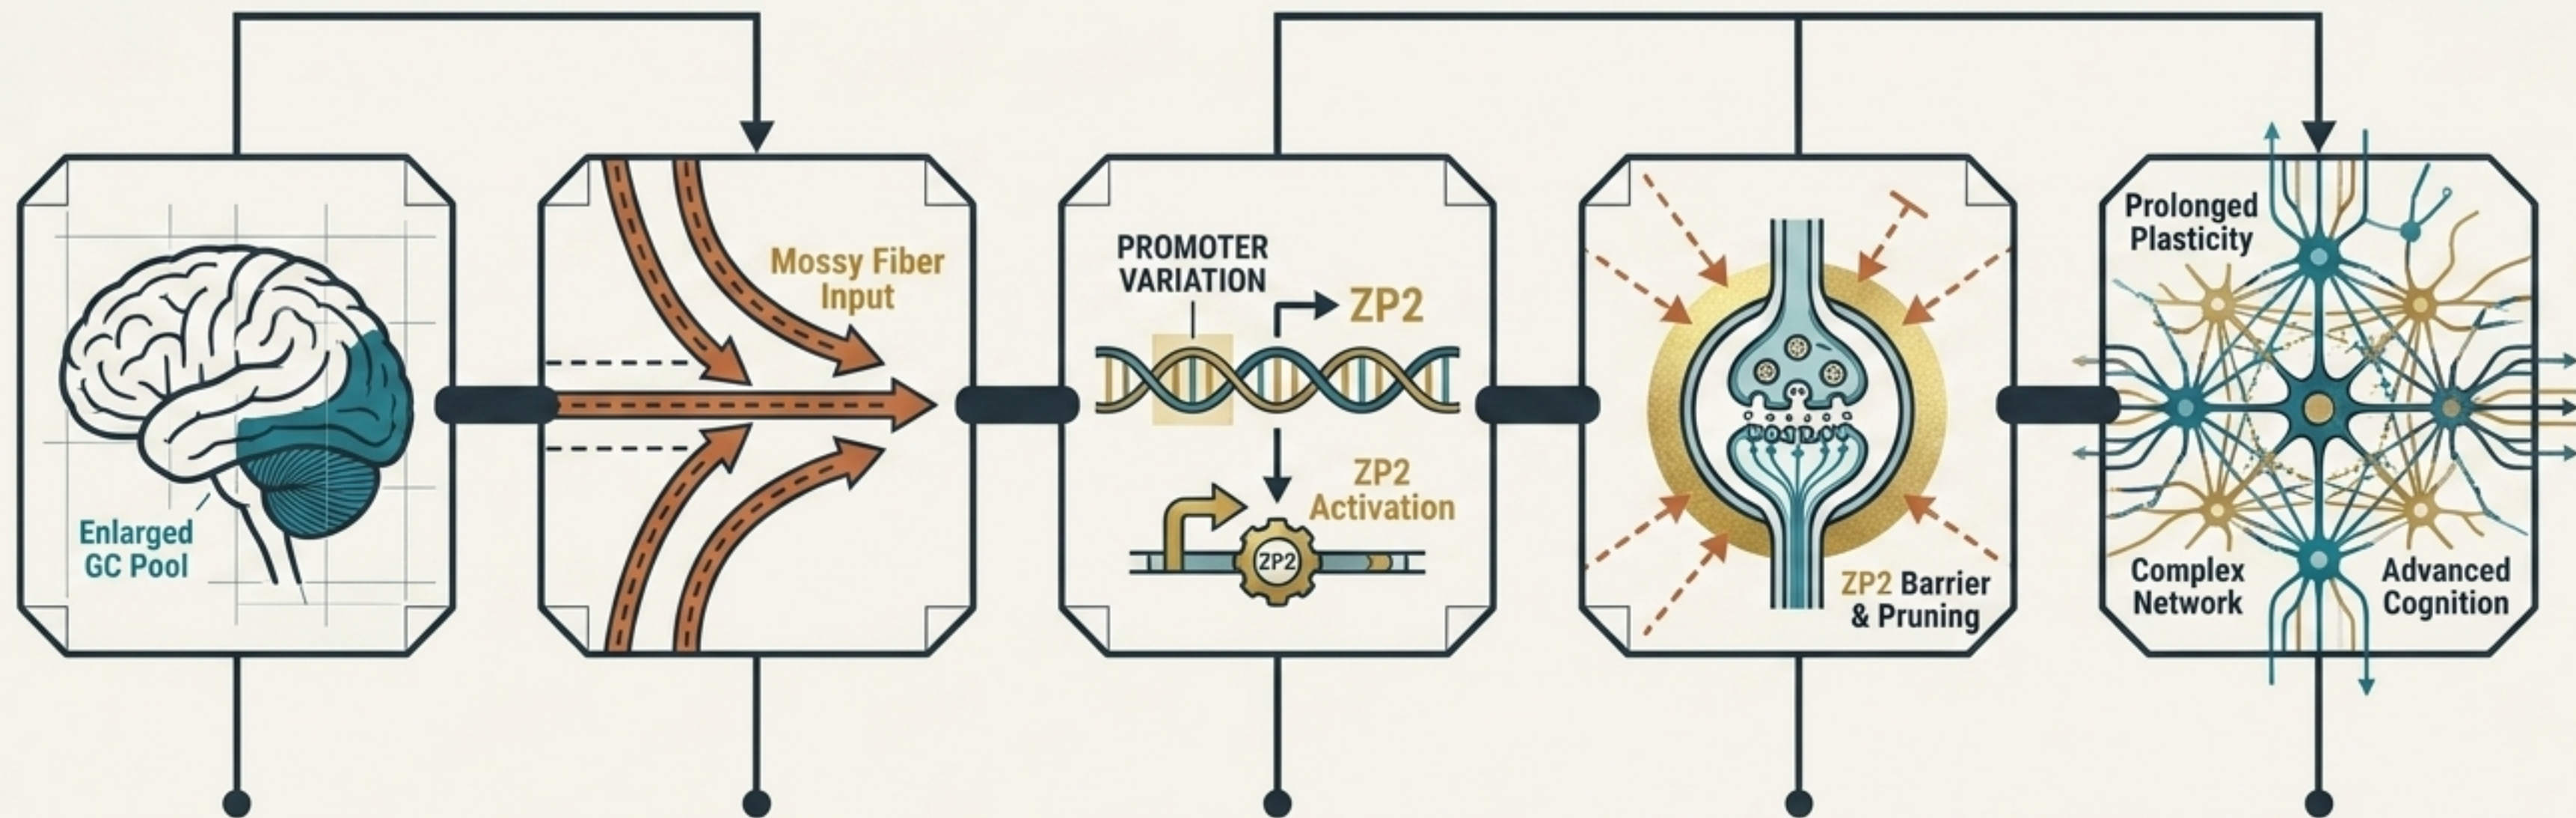 Enlarged
GC Pool
Mossy Fiber
Input
PROMOTER
VARIATION
ZP2
ZP2
Activation
ZP2
ZP2 Barrier
& Pruning
Prolonged
Plasticity
Complex
Network
Advanced
Cognition